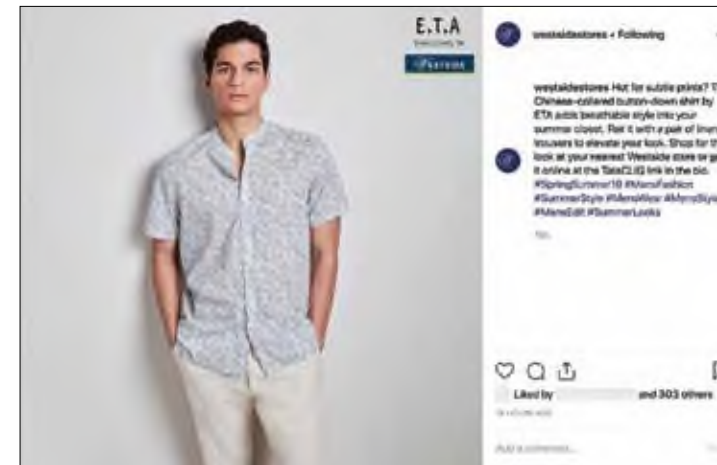 E.T.A
westsidestores • Following
westsidestores Hot for subtle prints?
Chinese-collared button-down shirt by
ETA adds breathable style into your
summer closet. Pair it with a pair of linen
trousers to elevate your look. Shop for th
look at your nearest Westside store or
it online at the TataCLiQ link in the bio.
#MensFashion
#SummerStyle #MensWear
#MensEdit #SummerLooks
Liked by and 303 others
Add a comment...